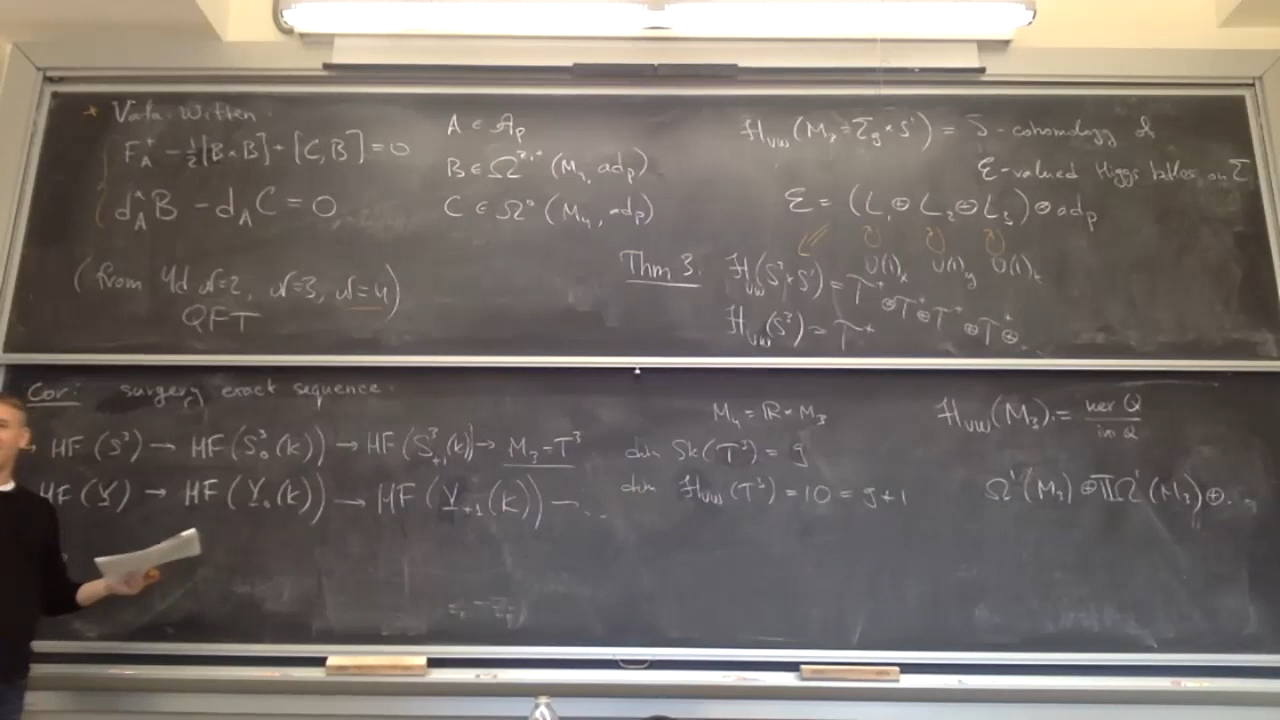 * Vafa-Witten:
F_A^+ - 1/2 [B×B] + [C, B] = 0
d_A^* B - d_A C = 0
(from 4d N=2, N=3, N=4)
QFT
A ∈ 𝒜_P
B ∈ Ω^{2,+} (M_4, ad_P)
C ∈ Ω^0 (M_4, ad_P)
H_VW (M_3 = Σ_g × S^1) = Q̄-cohomology of
ℰ-valued Higgs bdles on Σ
ℰ = (L_1 ⊕ L_2 ⊕ L_3) ⊗ ad_P
U(1)_x U(1)_y U(1)_t
Thm 3. H_VW (S^2 × S^1) = T^+ ⊕ T^+ ⊕ T^+ ⊕ T^+ ⊕
H_VW (S^3) = T^+
Cor: surgery exact sequence.
→ HF (S^3) → HF (S^3_0 (k)) → HF (S^3_{+1} (k)) →
HF (Y) → HF (Y_0 (k)) → HF (Y_{+1} (k)) → ...
M_3 = T^3
M_4 = ℝ × M_3
dim Sk (T^3) = 9
dim H_VW (T^3) = 10 = 9+1
H_VW (M_3) = ker Q / im Q
Ω^1 (M_3) ⊕ ΠΩ^1 (M_3) ⊕ ...